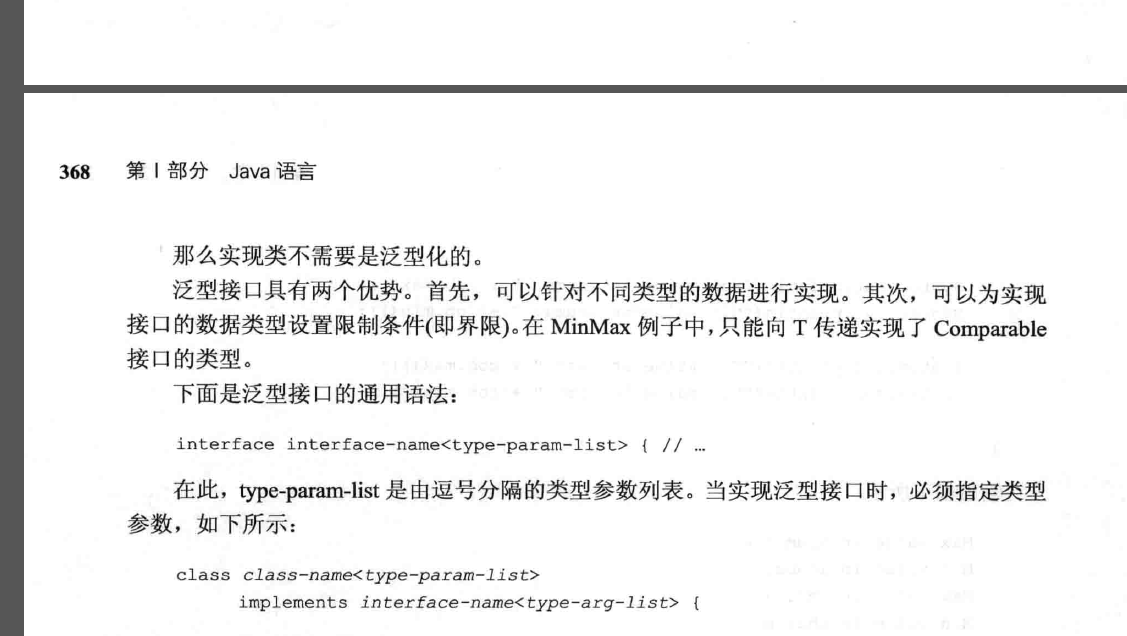 368 第 I 部分 Java 语言
那么实现类不需要是泛型化的。
泛型接口具有两个优势。首先，可以针对不同类型的数据进行实现。其次，可以为实现
接口的数据类型设置限制条件(即界限)。在 MinMax 例子中，只能向 T 传递实现了 Comparable
接口的类型。
下面是泛型接口的通用语法：
interface interface-name<type-param-list> { // …
在此，type-param-list 是由逗号分隔的类型参数列表。当实现泛型接口时，必须指定类型
参数，如下所示：
class class-name<type-param-list>
implements interface-name<type-arg-list> {